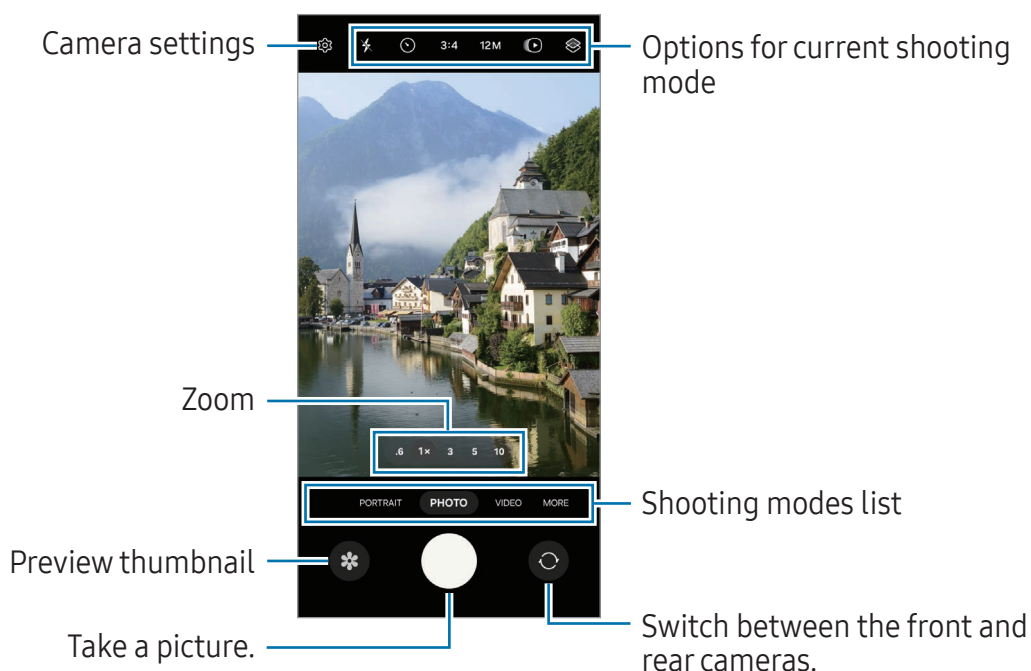 Camera settings
3:4
12M
Options for current shooting
mode
Zoom
.6 1× 3 5 10
PORTRAIT PHOTO VIDEO MORE
Shooting modes list
Preview thumbnail
Take a picture.
Switch between the front and
rear cameras.